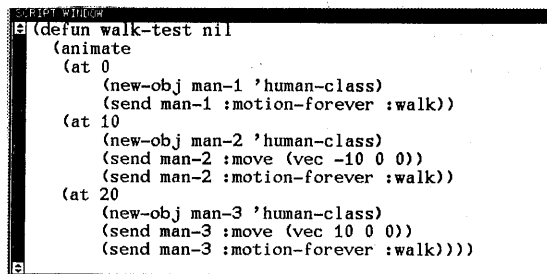 SCRIPT WINDOW
(defun walk-test nil
(animate
(at 0
(new-obj man-1 'human-class)
(send man-1 :motion-forever :walk))
(at 10
(new-obj man-2 'human-class)
(send man-2 :move (vec -10 0 0))
(send man-2 :motion-forever :walk))
(at 20
(new-obj man-3 'human-class)
(send man-3 :move (vec 10 0 0))
(send man-3 :motion-forever :walk))))